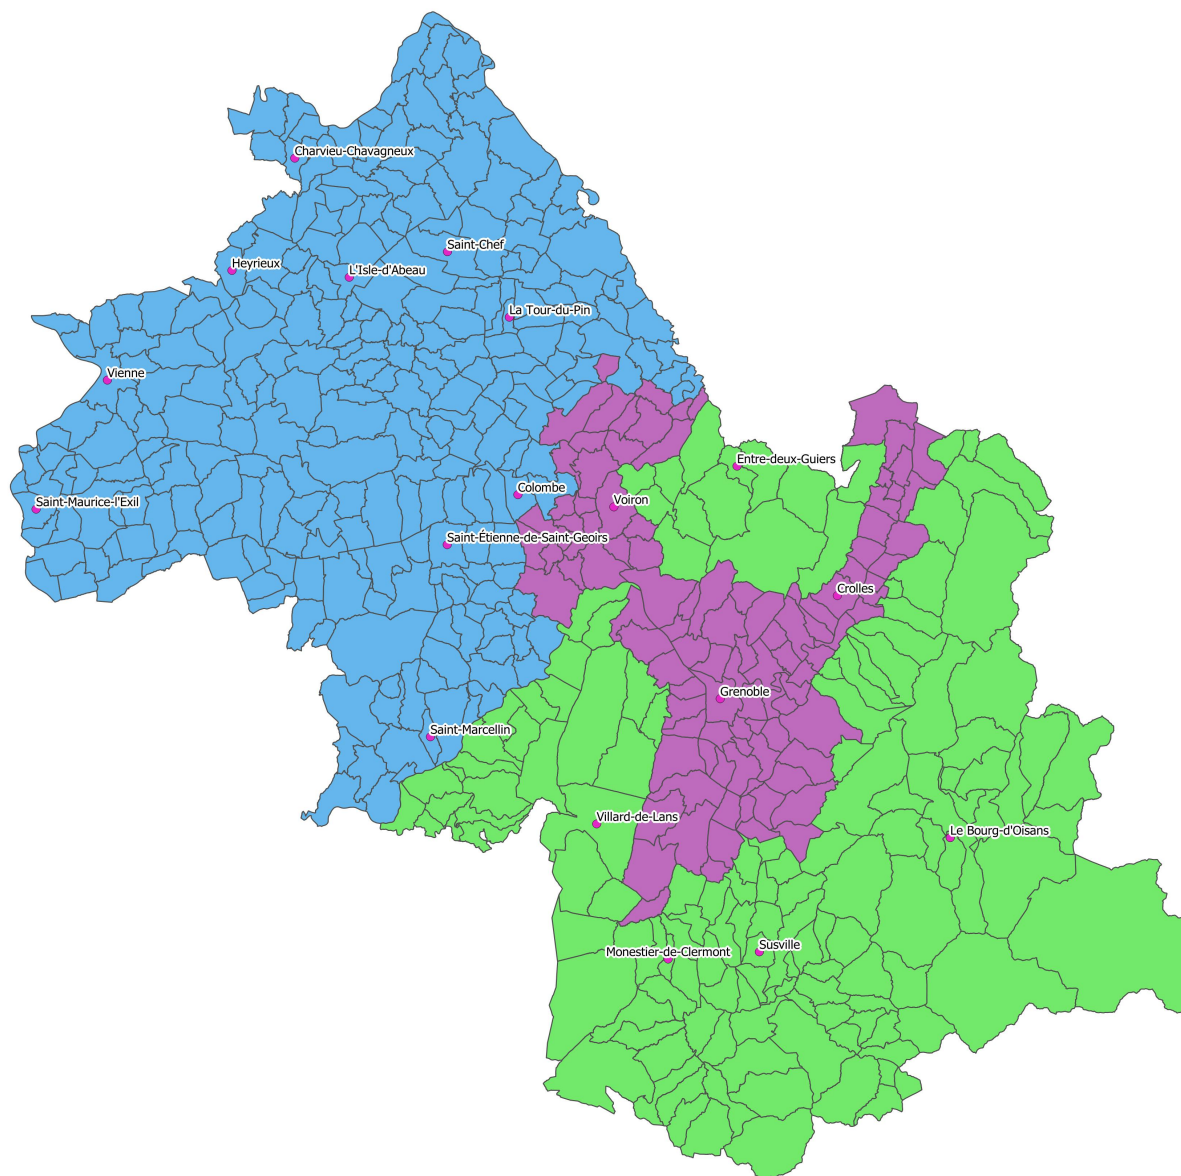 Charvieu-Chavagneux
Saint-Chef
Heyrieux
L'Isle-d'Abeau
La Tour-du-Pin
Vienne
Entre-deux-Guiers
Colombe
Saint-Maurice-l'Exil
Voiron
Saint-Étienne-de-Saint-Geoirs
Crolles
Grenoble
Saint-Marcellin
Villard-de-Lans
Le Bourg-d'Oisans
Susville
Monestier-de-Clermont